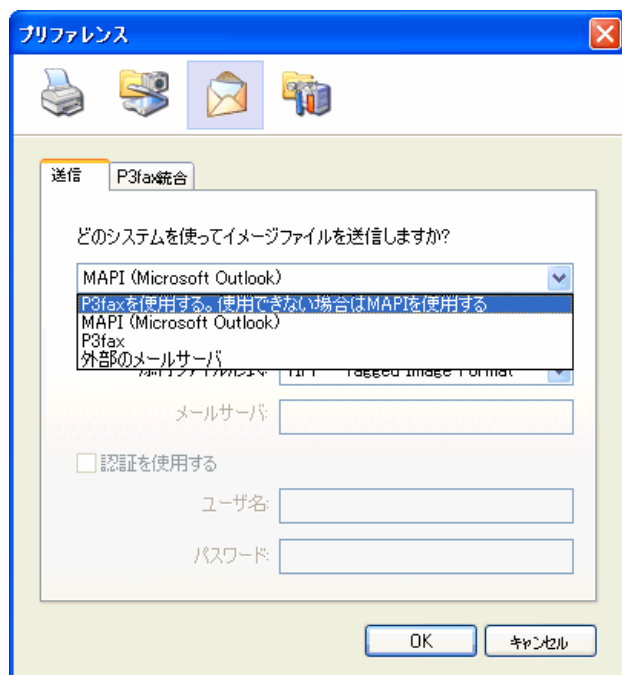 プリファレンス
送信
P3fax統合
どのシステムを使ってイメージファイルを送信しますか?
MAPI (Microsoft Outlook)
P3faxを使用する。使用できない場合はMAPIを使用する
MAPI (Microsoft Outlook)
P3fax
外部のメールサーバ
メールサーバ:
認証を使用する
ユーザ名:
パスワード:
OK
キャンセル